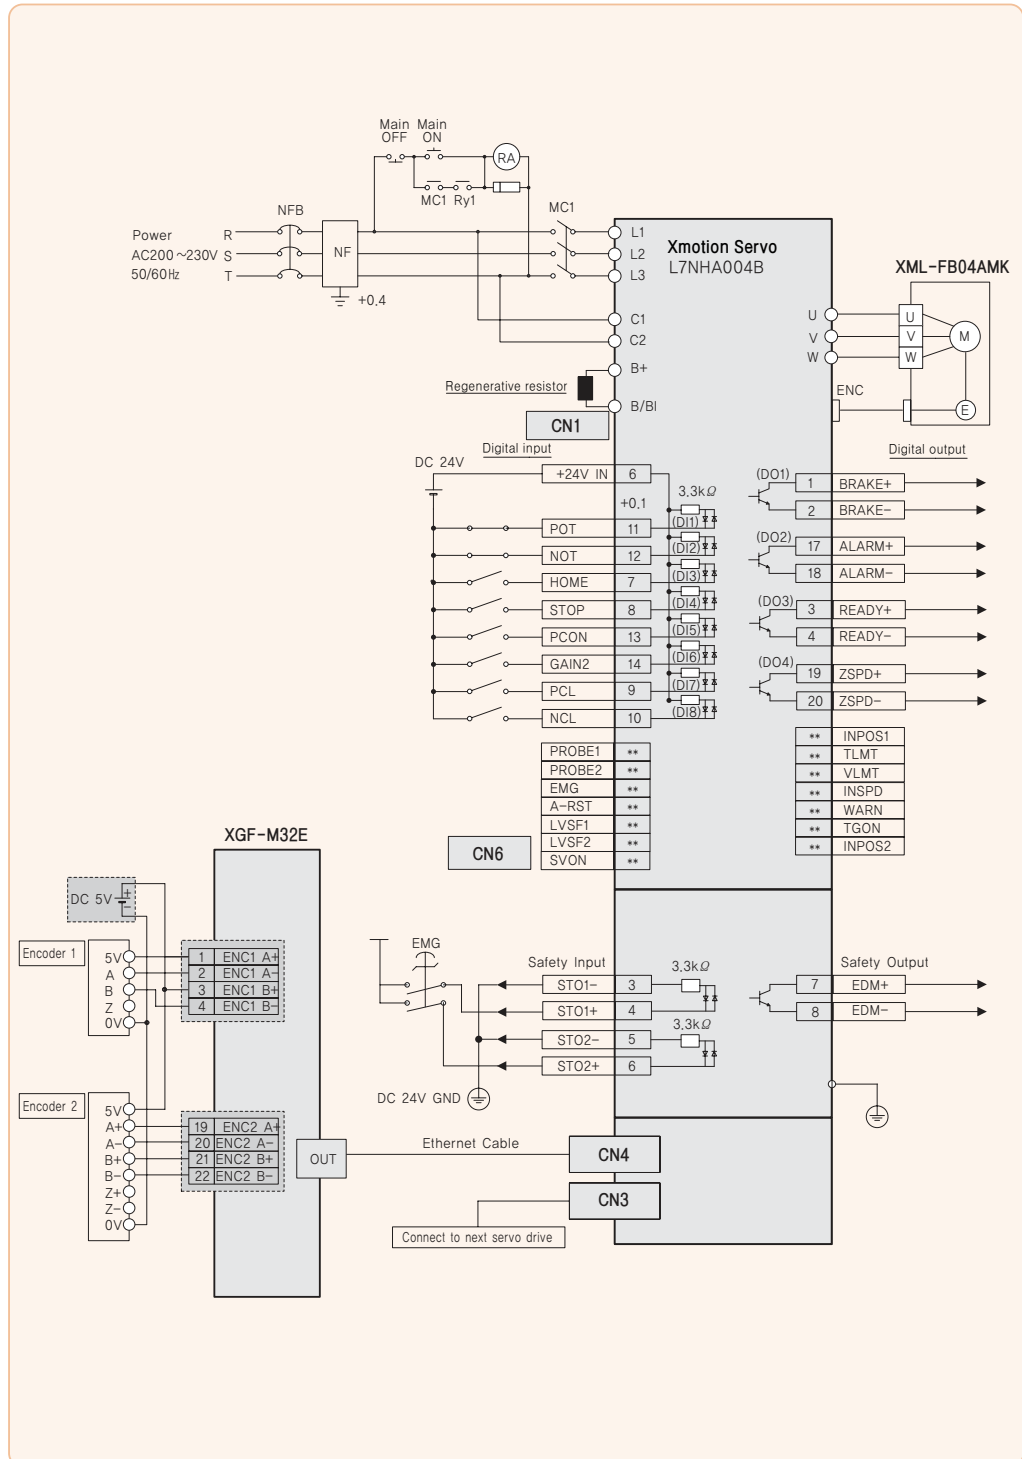 Main OFF
Main ON
RA
MC1 Ry1
NFB
MC1
Power
AC200 ~230V
50/60Hz
R
S
T
NF
+0.4
L1
L2
L3
C1
C2
B+
B/BI
Xmotion Servo
L7NHA004B
XML-FB04AMK
U
V
W
U
V
W
M
E
ENC
Regenerative resistor
CN1
Digital input
Digital output
DC 24V
+24V IN 6
+0.1
3.3kΩ
POT 11 (DI1)
NOT 12 (DI2)
HOME 7 (DI3)
STOP 8 (DI4)
PCON 13 (DI5)
GAIN2 14 (DI6)
PCL 9 (DI7)
NCL 10 (DI8)
(DO1) 1 BRAKE+
2 BRAKE-
(DO2) 17 ALARM+
18 ALARM-
(DO3) 3 READY+
4 READY-
(DO4) 19 ZSPD+
20 ZSPD-
PROBE1 **
PROBE2 **
EMG **
A-RST **
LVSF1 **
LVSF2 **
SVON **
** INPOS1
** TLMT
** VLMT
** INSPD
** WARN
** TGON
** INPOS2
CN6
XGF-M32E
DC 5V + -
Encoder 1
5V
A
B
Z
0V
1 ENC1 A+
2 ENC1 A-
3 ENC1 B+
4 ENC1 B-
EMG
Safety Input
STO1- 3
STO1+ 4
STO2- 5
STO2+ 6
3.3kΩ
3.3kΩ
Safety Output
7 EDM+
8 EDM-
DC 24V GND
Encoder 2
5V
A+
A-
B+
B-
Z+
Z-
0V
19 ENC2 A+
20 ENC2 A-
21 ENC2 B+
22 ENC2 B-
OUT
Ethernet Cable
CN4
CN3
Connect to next servo drive